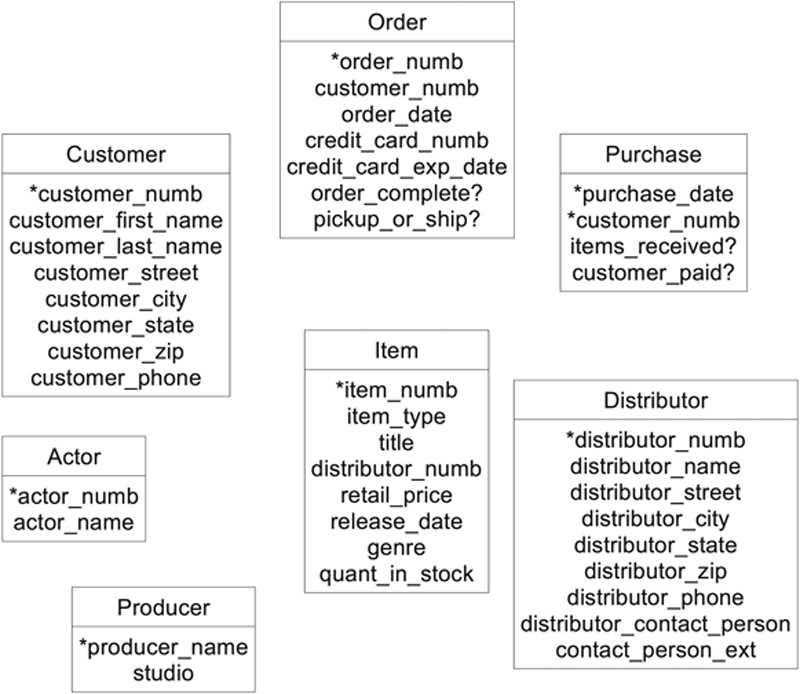 Order
*order_numb
customer_numb
order_date
credit_card_numb
credit_card_exp_date
order_complete?
pickup_or_ship?
Customer
*customer_numb
customer_first_name
customer_last_name
customer_street
customer_city
customer_state
customer_zip
customer_phone
Purchase
*purchase_date
*customer_numb
items_received?
customer_paid?
Item
*item_numb
item_type
title
distributor_numb
retail_price
release_date
genre
quant_in_stock
Distributor
*distributor_numb
distributor_name
distributor_street
distributor_city
distributor_state
distributor_zip
distributor_phone
distributor_contact_person
contact_person_ext
Actor
*actor_numb
actor_name
Producer
*producer_name
studio